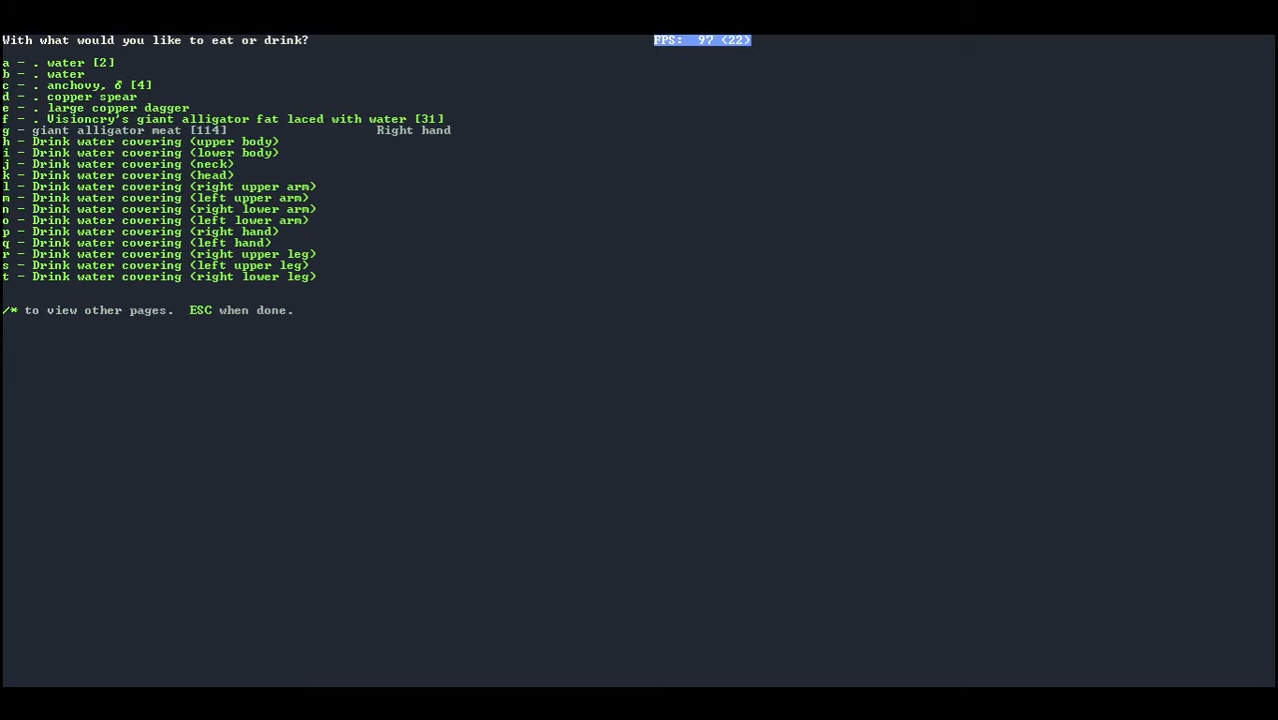 With what would you like to eat or drink? FPS: 97 (22)
a - . water [2]
b - . water
c - . anchovy, ♂ [4]
d - . copper spear
e - . large copper dagger
f - . Visioncry's giant alligator fat laced with water [31]
g - giant alligator meat [114] Right hand
h - Drink water covering (upper body)
i - Drink water covering (lower body)
j - Drink water covering (neck)
k - Drink water covering (head)
l - Drink water covering (right upper arm)
m - Drink water covering (left upper arm)
n - Drink water covering (right lower arm)
o - Drink water covering (left lower arm)
p - Drink water covering (right hand)
q - Drink water covering (left hand)
r - Drink water covering (right upper leg)
s - Drink water covering (left upper leg)
t - Drink water covering (right lower leg)
/* to view other pages. ESC when done.